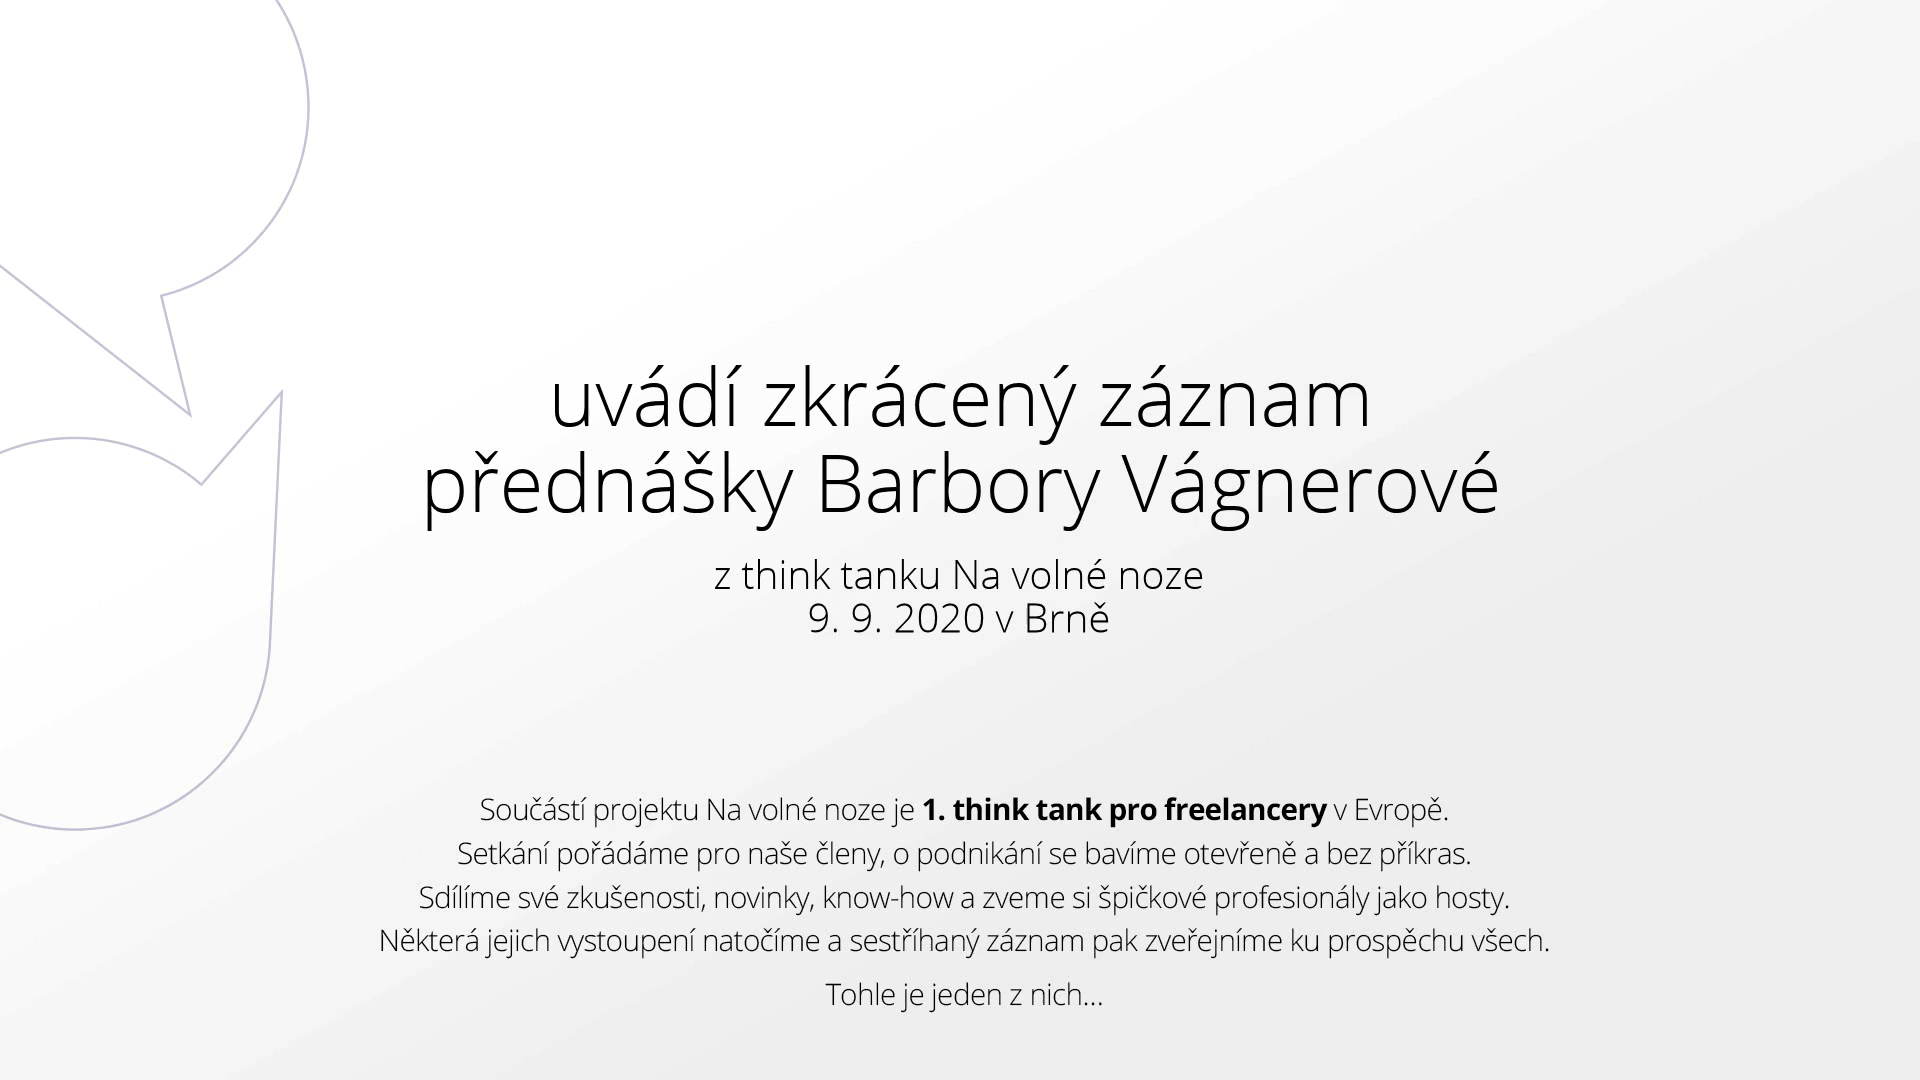 uvádí zkrácený záznam
přednášky Barbory Vágnerové
z think tanku Na volné noze
9. 9. 2020 v Brně
Součástí projektu Na volné noze je 1. think tank pro freelancery v Evropě.
Setkání pořádáme pro naše členy, o podnikání se bavíme otevřeně a bez příkras.
Sdílíme své zkušenosti, novinky, know-how a zveme si špičkové profesionály jako hosty.
Některá jejich vystoupení natočíme a sestříhaný záznam pak zveřejníme ku prospěchu všech.
Tohle je jeden z nich...